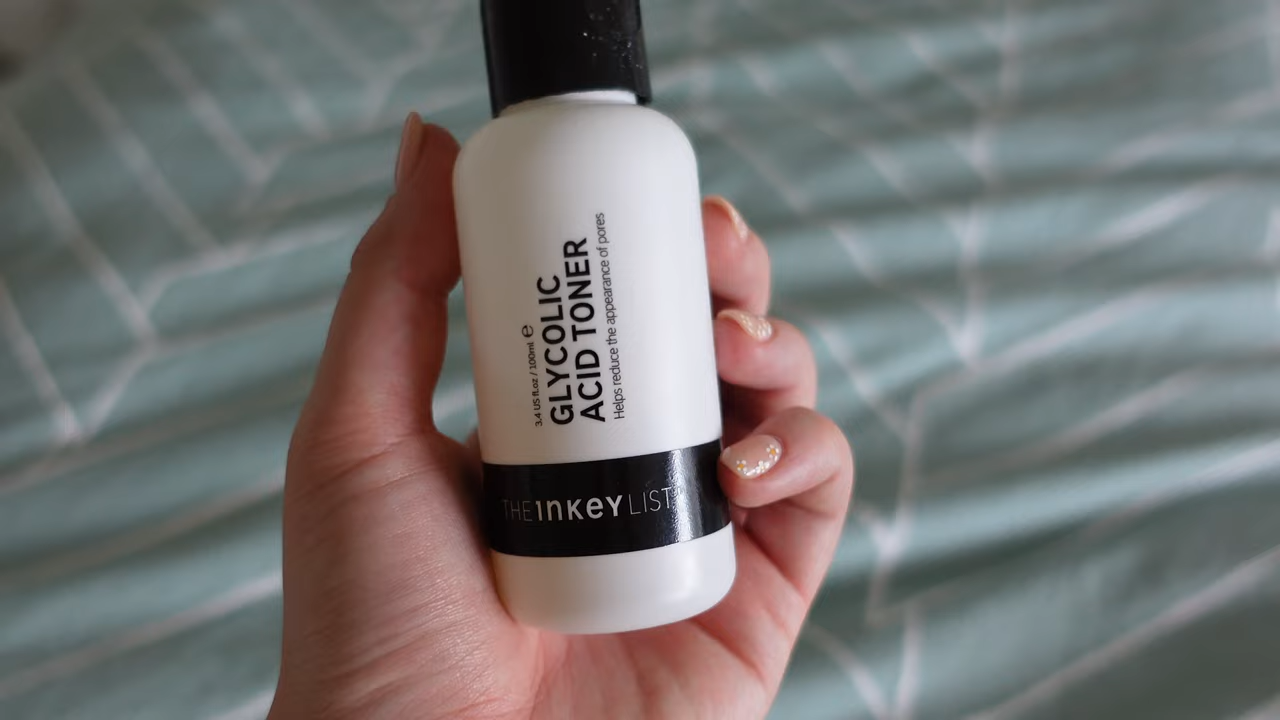 3.4 US fl.oz / 100ml ℮
GLYCOLIC
ACID TONER
Helps reduce the appearance of pores
THE INKEY LIST